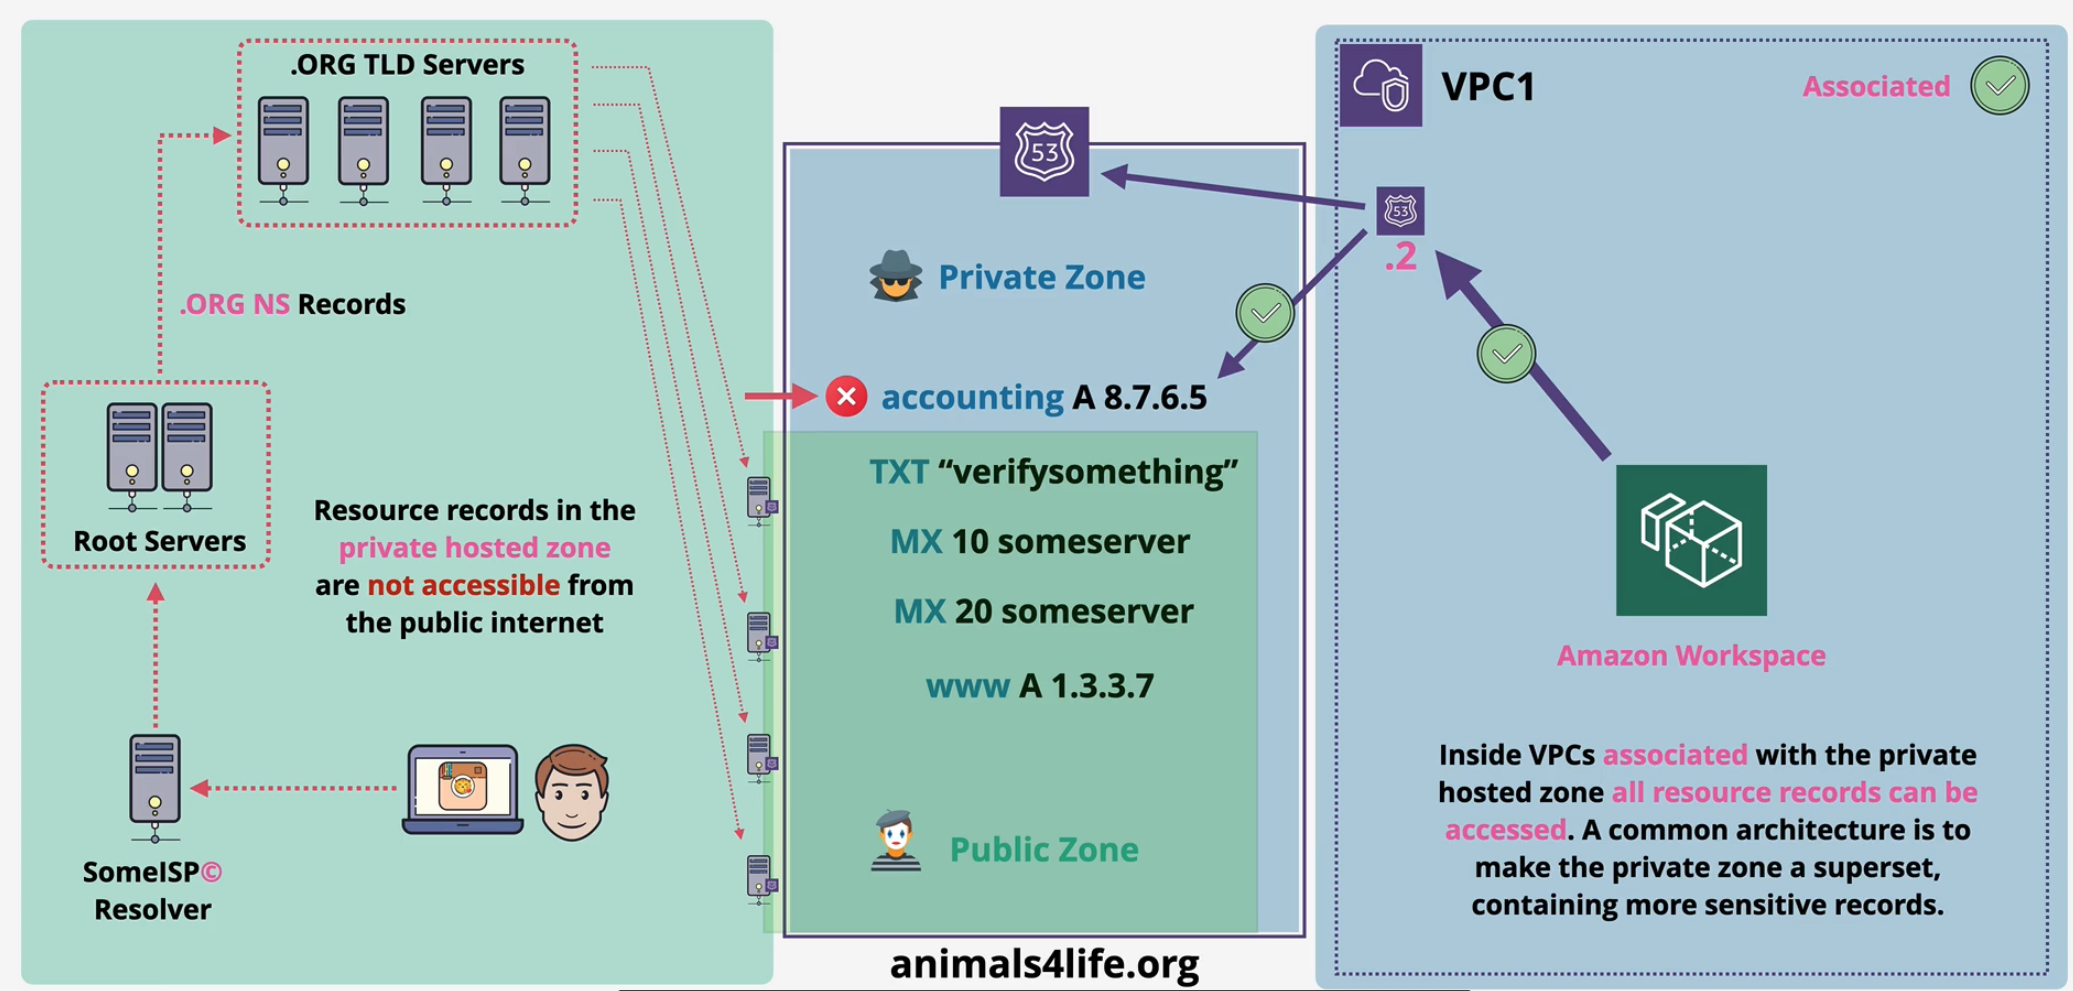 .ORG TLD Servers
.ORG NS Records
Root Servers
Resource records in the
private hosted zone
are not accessible from
the public internet
SomeISP©
Resolver
53
Private Zone
accounting A 8.7.6.5
TXT “verifysomething”
MX 10 someserver
MX 20 someserver
www A 1.3.3.7
Public Zone
animals4life.org
VPC1
Associated
53
.2
Amazon Workspace
Inside VPCs associated with the private
hosted zone all resource records can be
accessed. A common architecture is to
make the private zone a superset,
containing more sensitive records.